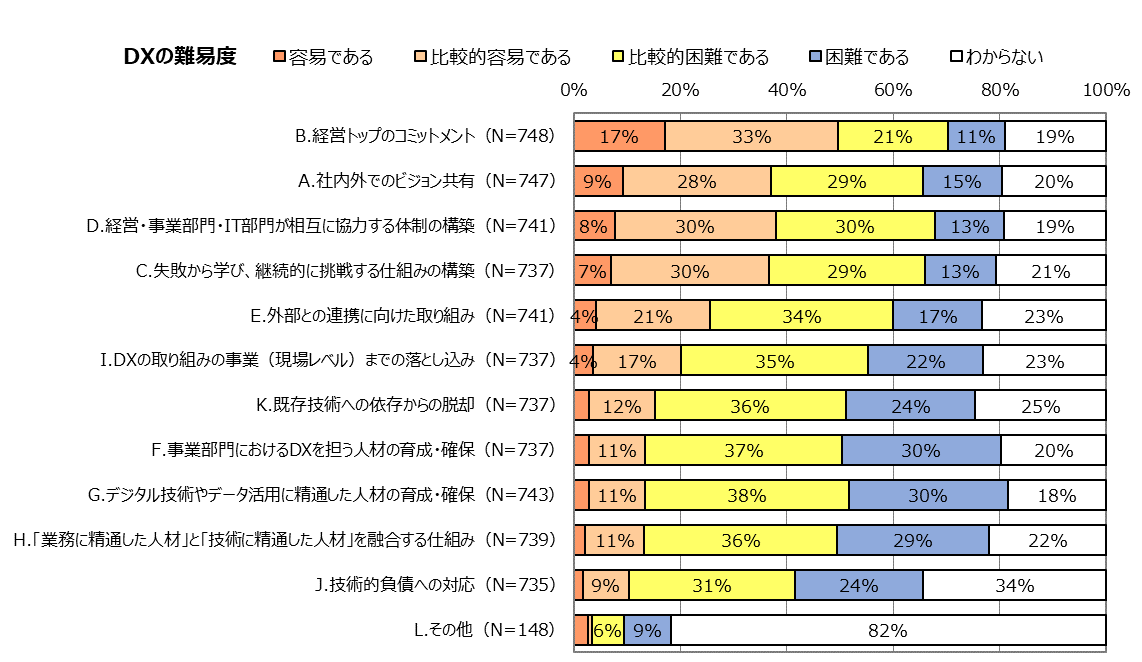 DXの難易度 容易である 比較的容易である 比較的困難である 困難である わからない
0% 20% 40% 60% 80% 100%
B.経営トップのコミットメント（N=748） 17% 33% 21% 11% 19%
A.社内外でのビジョン共有（N=747） 9% 28% 29% 15% 20%
D.経営・事業部門・IT部門が相互に協力する体制の構築（N=741） 8% 30% 30% 13% 19%
C.失敗から学び、継続的に挑戦する仕組みの構築（N=737） 7% 30% 29% 13% 21%
E.外部との連携に向けた取り組み（N=741） 4% 21% 34% 17% 23%
I.DXの取り組みの事業（現場レベル）までの落とし込み（N=737） 4% 17% 35% 22% 23%
K.既存技術への依存からの脱却（N=737） 12% 36% 24% 25%
F.事業部門におけるDXを担う人材の育成・確保（N=737） 11% 37% 30% 20%
G.デジタル技術やデータ活用に精通した人材の育成・確保（N=743） 11% 38% 30% 18%
H.「業務に精通した人材」と「技術に精通した人材」を融合する仕組み（N=739） 11% 36% 29% 22%
J.技術的負債への対応（N=735） 9% 31% 24% 34%
L.その他（N=148） 6% 9% 82%